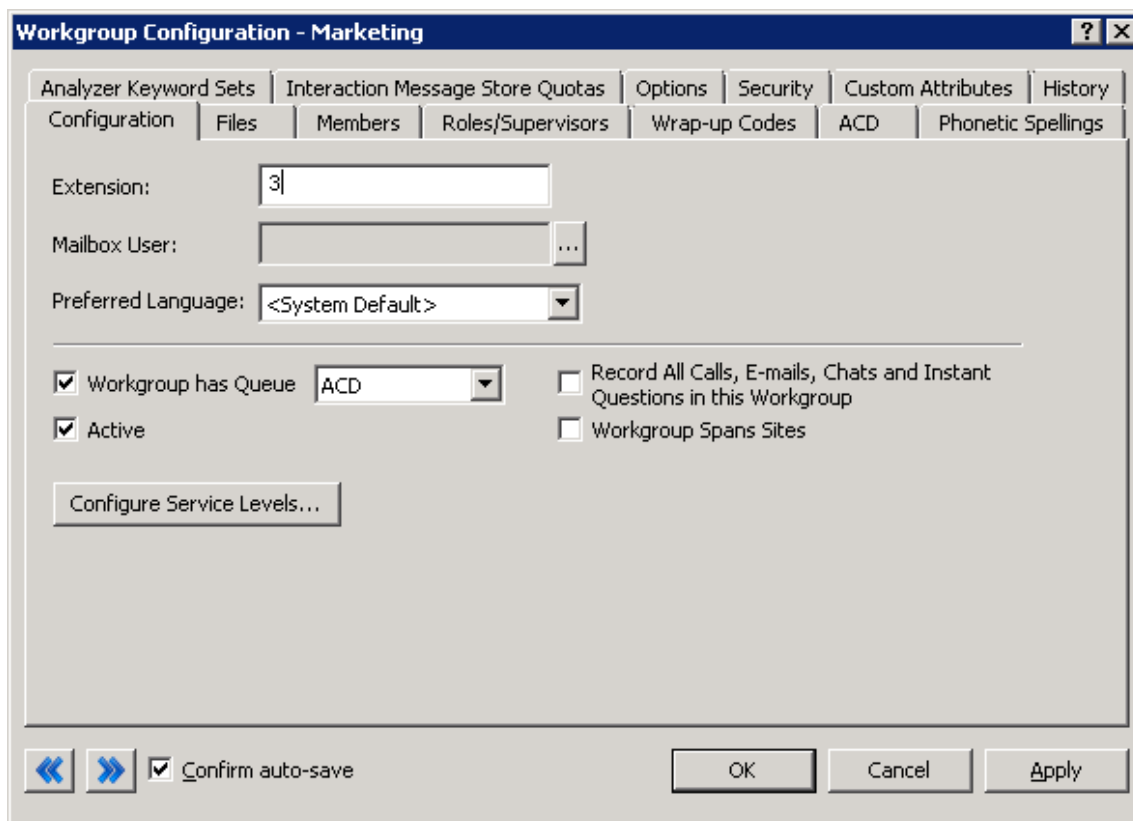 Workgroup Configuration - Marketing
Analyzer Keyword Sets Interaction Message Store Quotas Options Security Custom Attributes History
Configuration Files Members Roles/Supervisors Wrap-up Codes ACD Phonetic Spellings
Extension: 3
Mailbox User: ...
Preferred Language: <System Default>
Workgroup has Queue ACD Record All Calls, E-mails, Chats and Instant
Questions in this Workgroup
Active Workgroup Spans Sites
Configure Service Levels...
Confirm auto-save OK Cancel Apply